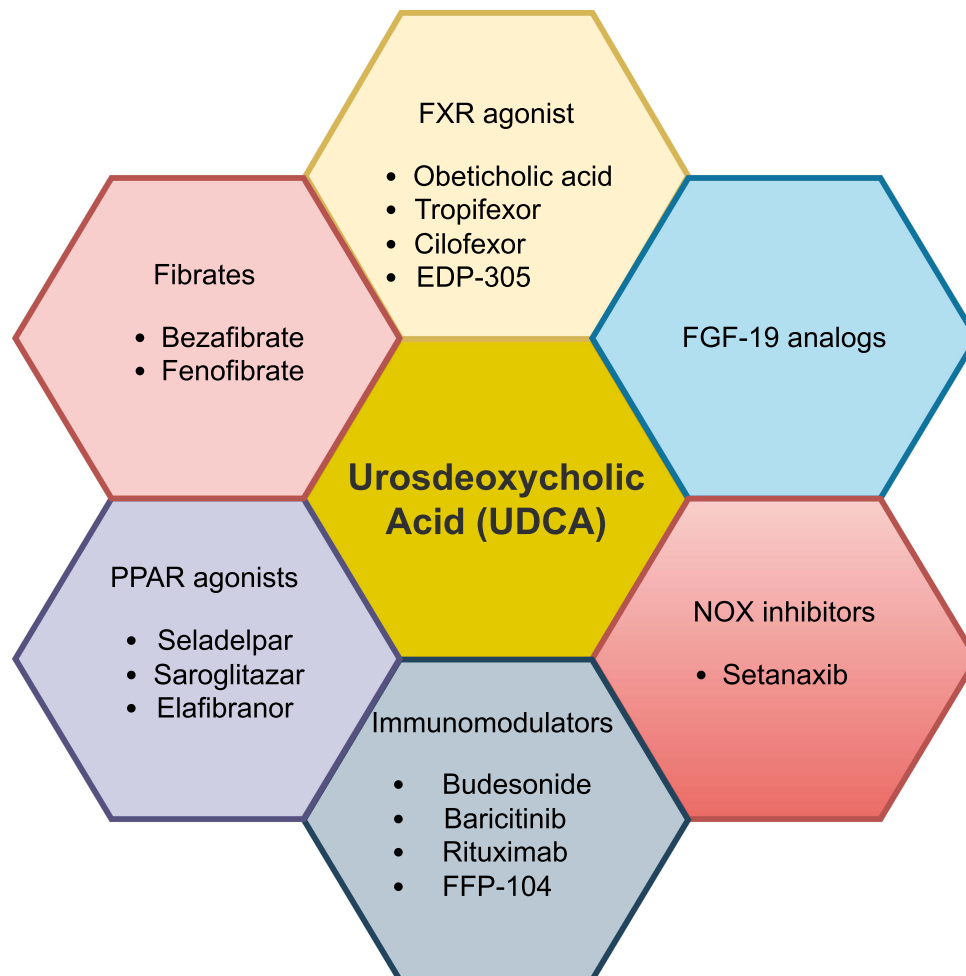 FXR agonist
• Obeticholic acid
• Tropifexor
• Cilofexor
• EDP-305
Fibrates
• Bezafibrate
• Fenofibrate
FGF-19 analogs
Urosdeoxycholic
Acid (UDCA)
PPAR agonists
• Seladelpar
• Saroglitazar
• Elafibranor
NOX inhibitors
• Setanaxib
Immunomodulators
• Budesonide
• Baricitinib
• Rituximab
• FFP-104